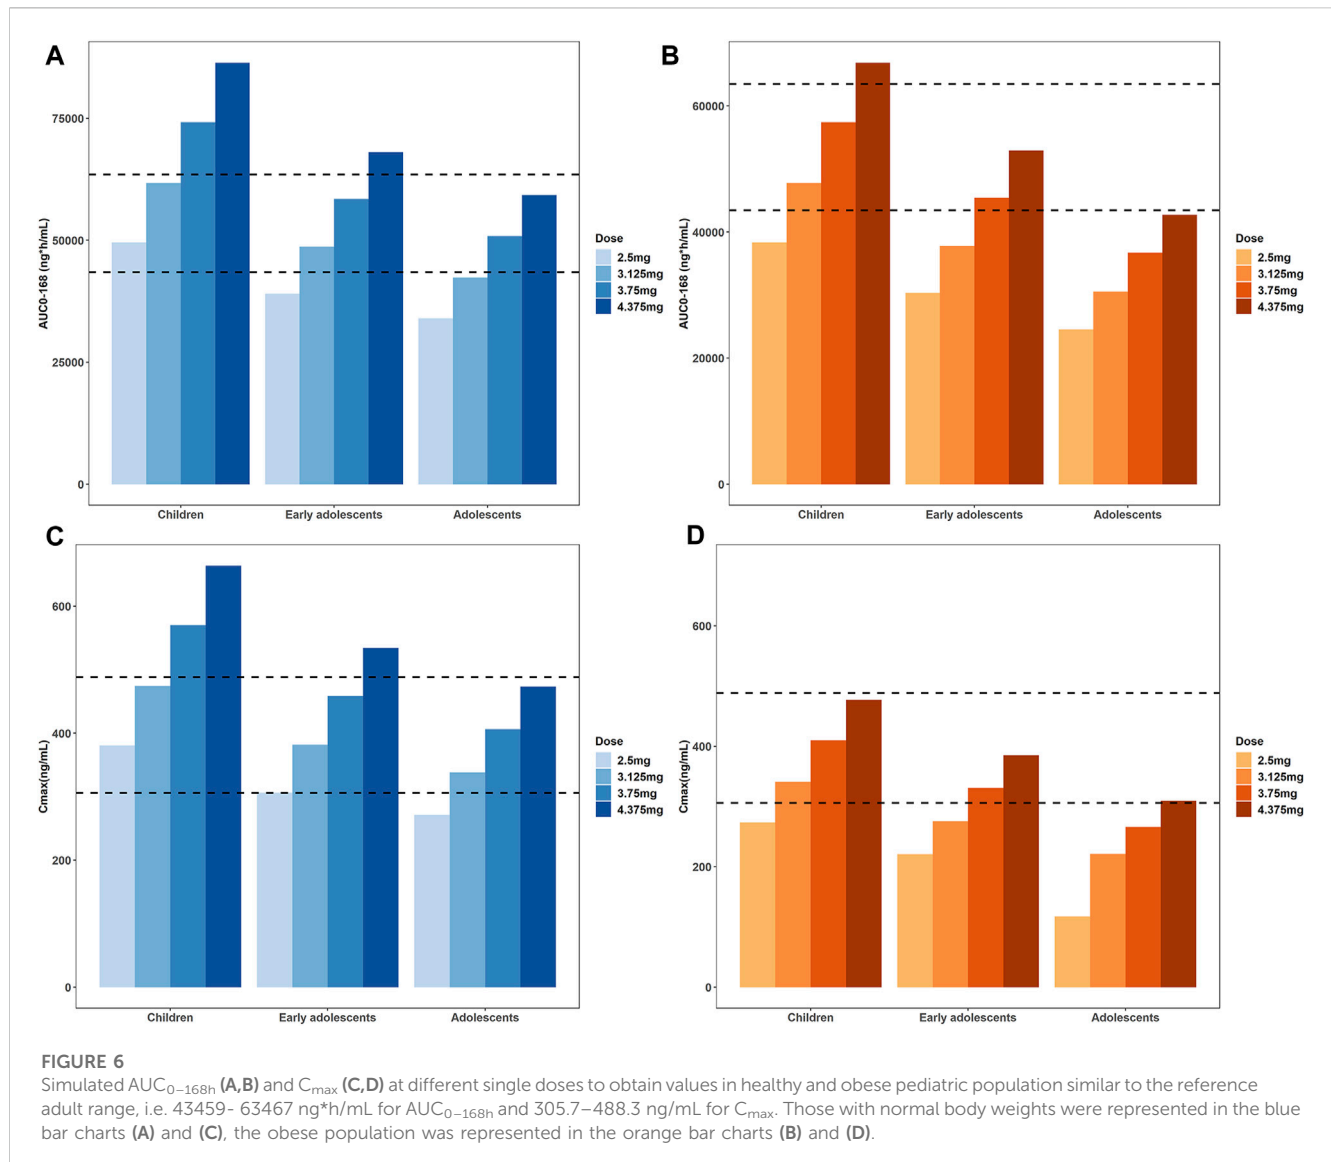 A
75000
50000
25000
0
AUC0-168 (ng*h/mL)
Children
Early adolescents
Adolescents
Dose
2.5mg
3.125mg
3.75mg
4.375mg
B
60000
40000
20000
0
AUC0-168 (ng*h/mL)
Children
Early adolescents
Adolescents
Dose
2.5mg
3.125mg
3.75mg
4.375mg
C
600
400
200
0
Cmax(ng/mL)
Children
Early adolescents
Adolescents
Dose
2.5mg
3.125mg
3.75mg
4.375mg
D
600
400
200
0
Cmax(ng/mL)
Children
Early adolescents
Adolescents
Dose
2.5mg
3.125mg
3.75mg
4.375mg
FIGURE 6
Simulated AUC0–168h (A,B) and Cmax (C,D) at different single doses to obtain values in healthy and obese pediatric population similar to the reference
adult range, i.e. 43459- 63467 ng*h/mL for AUC0–168h and 305.7–488.3 ng/mL for Cmax. Those with normal body weights were represented in the blue
bar charts (A) and (C), the obese population was represented in the orange bar charts (B) and (D).